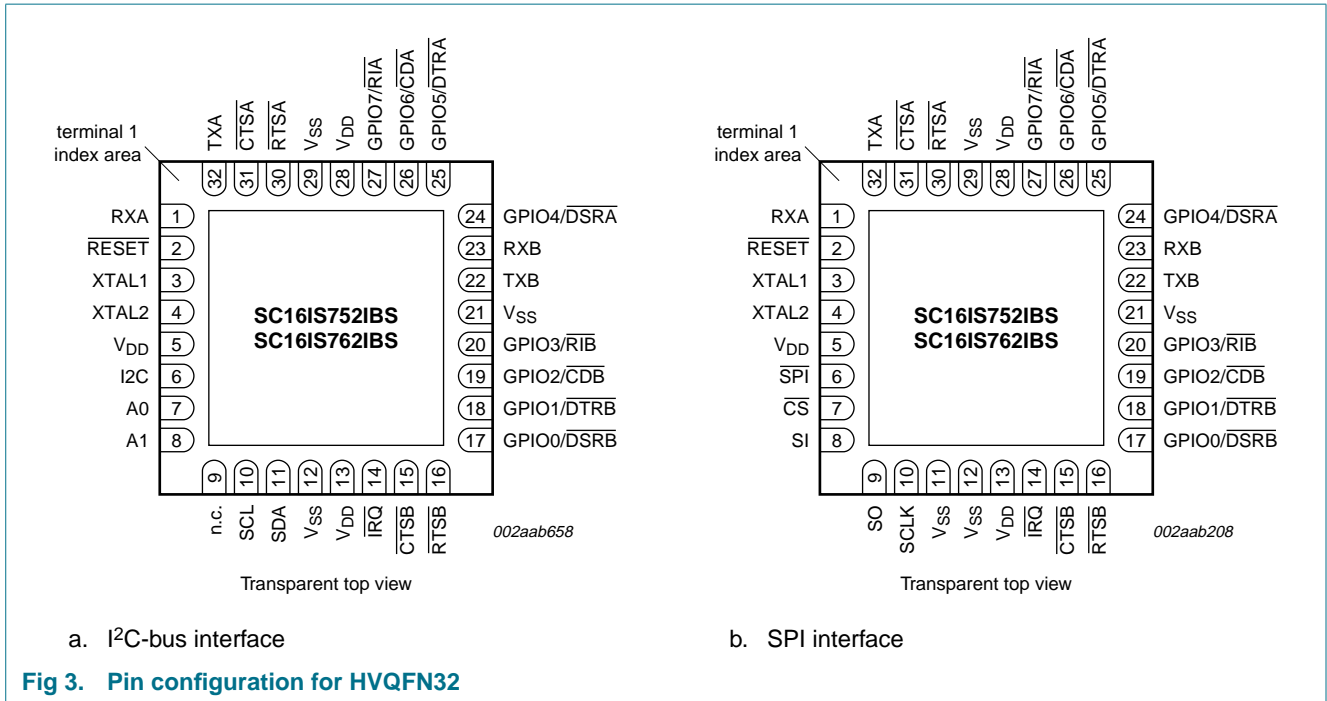 terminal 1
index area
TXA
CTSA
RTSA
VSS
VDD
GPIO7/RIA
GPIO6/CDA
GPIO5/DTRA
32
31
30
29
28
27
26
25
RXA 1
RESET 2
XTAL1 3
XTAL2 4
VDD 5
I2C 6
A0 7
A1 8
SC16IS752IBS
SC16IS762IBS
24 GPIO4/DSRA
23 RXB
22 TXB
21 VSS
20 GPIO3/RIB
19 GPIO2/CDB
18 GPIO1/DTRB
17 GPIO0/DSRB
9
10
11
12
13
14
15
16
n.c.
SCL
SDA
VSS
VDD
IRQ
CTSB
RTSB
002aab658
Transparent top view
a. I2C-bus interface
terminal 1
index area
TXA
CTSA
RTSA
VSS
VDD
GPIO7/RIA
GPIO6/CDA
GPIO5/DTRA
32
31
30
29
28
27
26
25
RXA 1
RESET 2
XTAL1 3
XTAL2 4
VDD 5
SPI 6
CS 7
SI 8
SC16IS752IBS
SC16IS762IBS
24 GPIO4/DSRA
23 RXB
22 TXB
21 VSS
20 GPIO3/RIB
19 GPIO2/CDB
18 GPIO1/DTRB
17 GPIO0/DSRB
9
10
11
12
13
14
15
16
SO
SCLK
VSS
VSS
VDD
IRQ
CTSB
RTSB
002aab208
Transparent top view
b. SPI interface
Fig 3. Pin configuration for HVQFN32